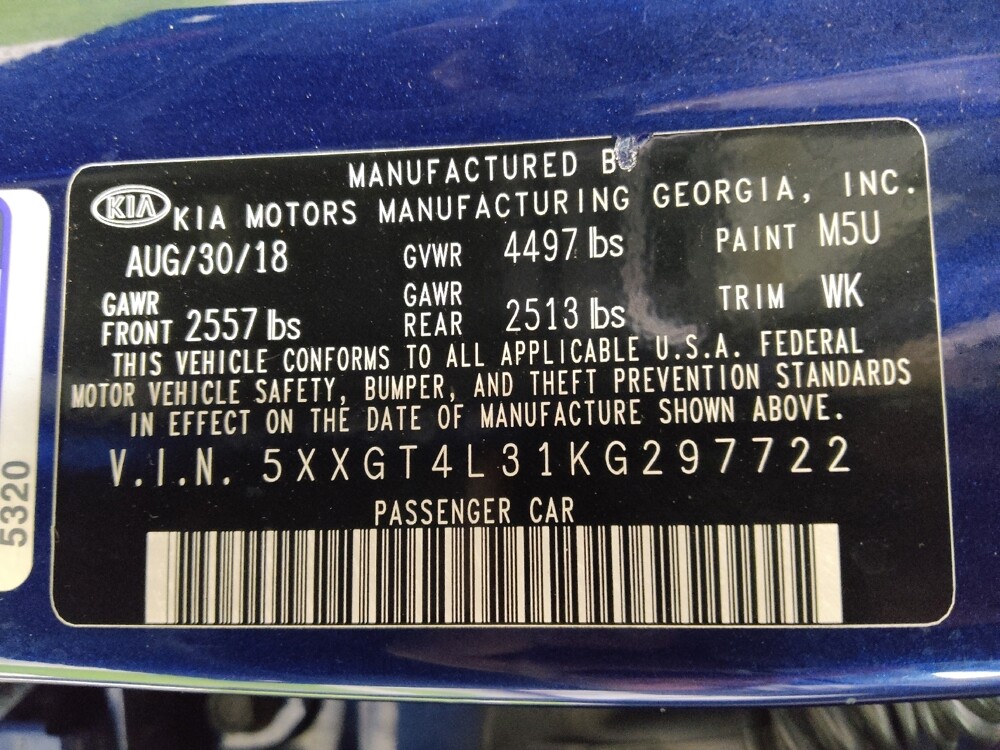 MANUFACTURED BY
KIA KIA MOTORS MANUFACTURING GEORGIA, INC.
AUG/30/18 GVWR 4497 lbs PAINT M5U
GAWR FRONT 2557 lbs GAWR REAR 2513 lbs TRIM WK
THIS VEHICLE CONFORMS TO ALL APPLICABLE U.S.A. FEDERAL
MOTOR VEHICLE SAFETY, BUMPER, AND THEFT PREVENTION STANDARDS
IN EFFECT ON THE DATE OF MANUFACTURE SHOWN ABOVE.
V.I.N. 5XXGT4L31KG297722
PASSENGER CAR
5320